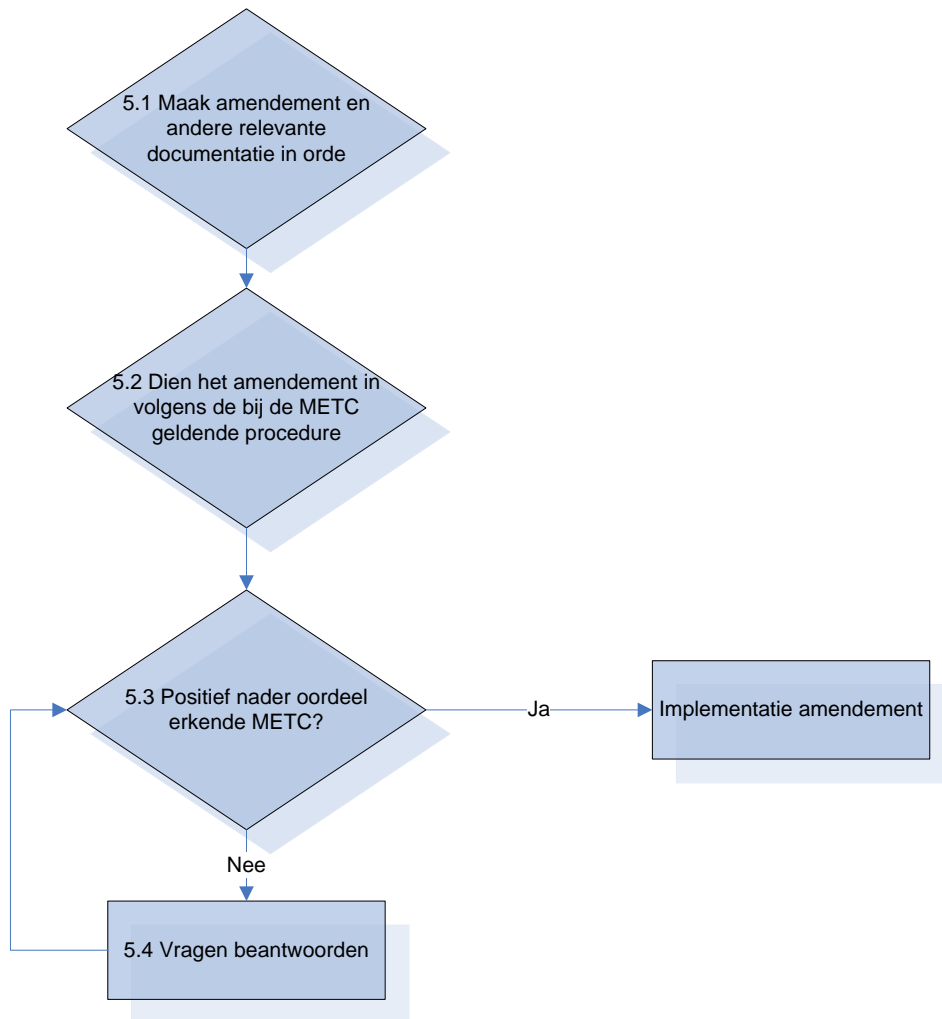 5.1 Maak amendement en
andere relevante
documentatie in orde
5.2 Dien het amendement in
volgens de bij de METC
geldende procedure
5.3 Positief nader oordeel
erkende METC?
Ja
Implementatie amendement
Nee
5.4 Vragen beantwoorden